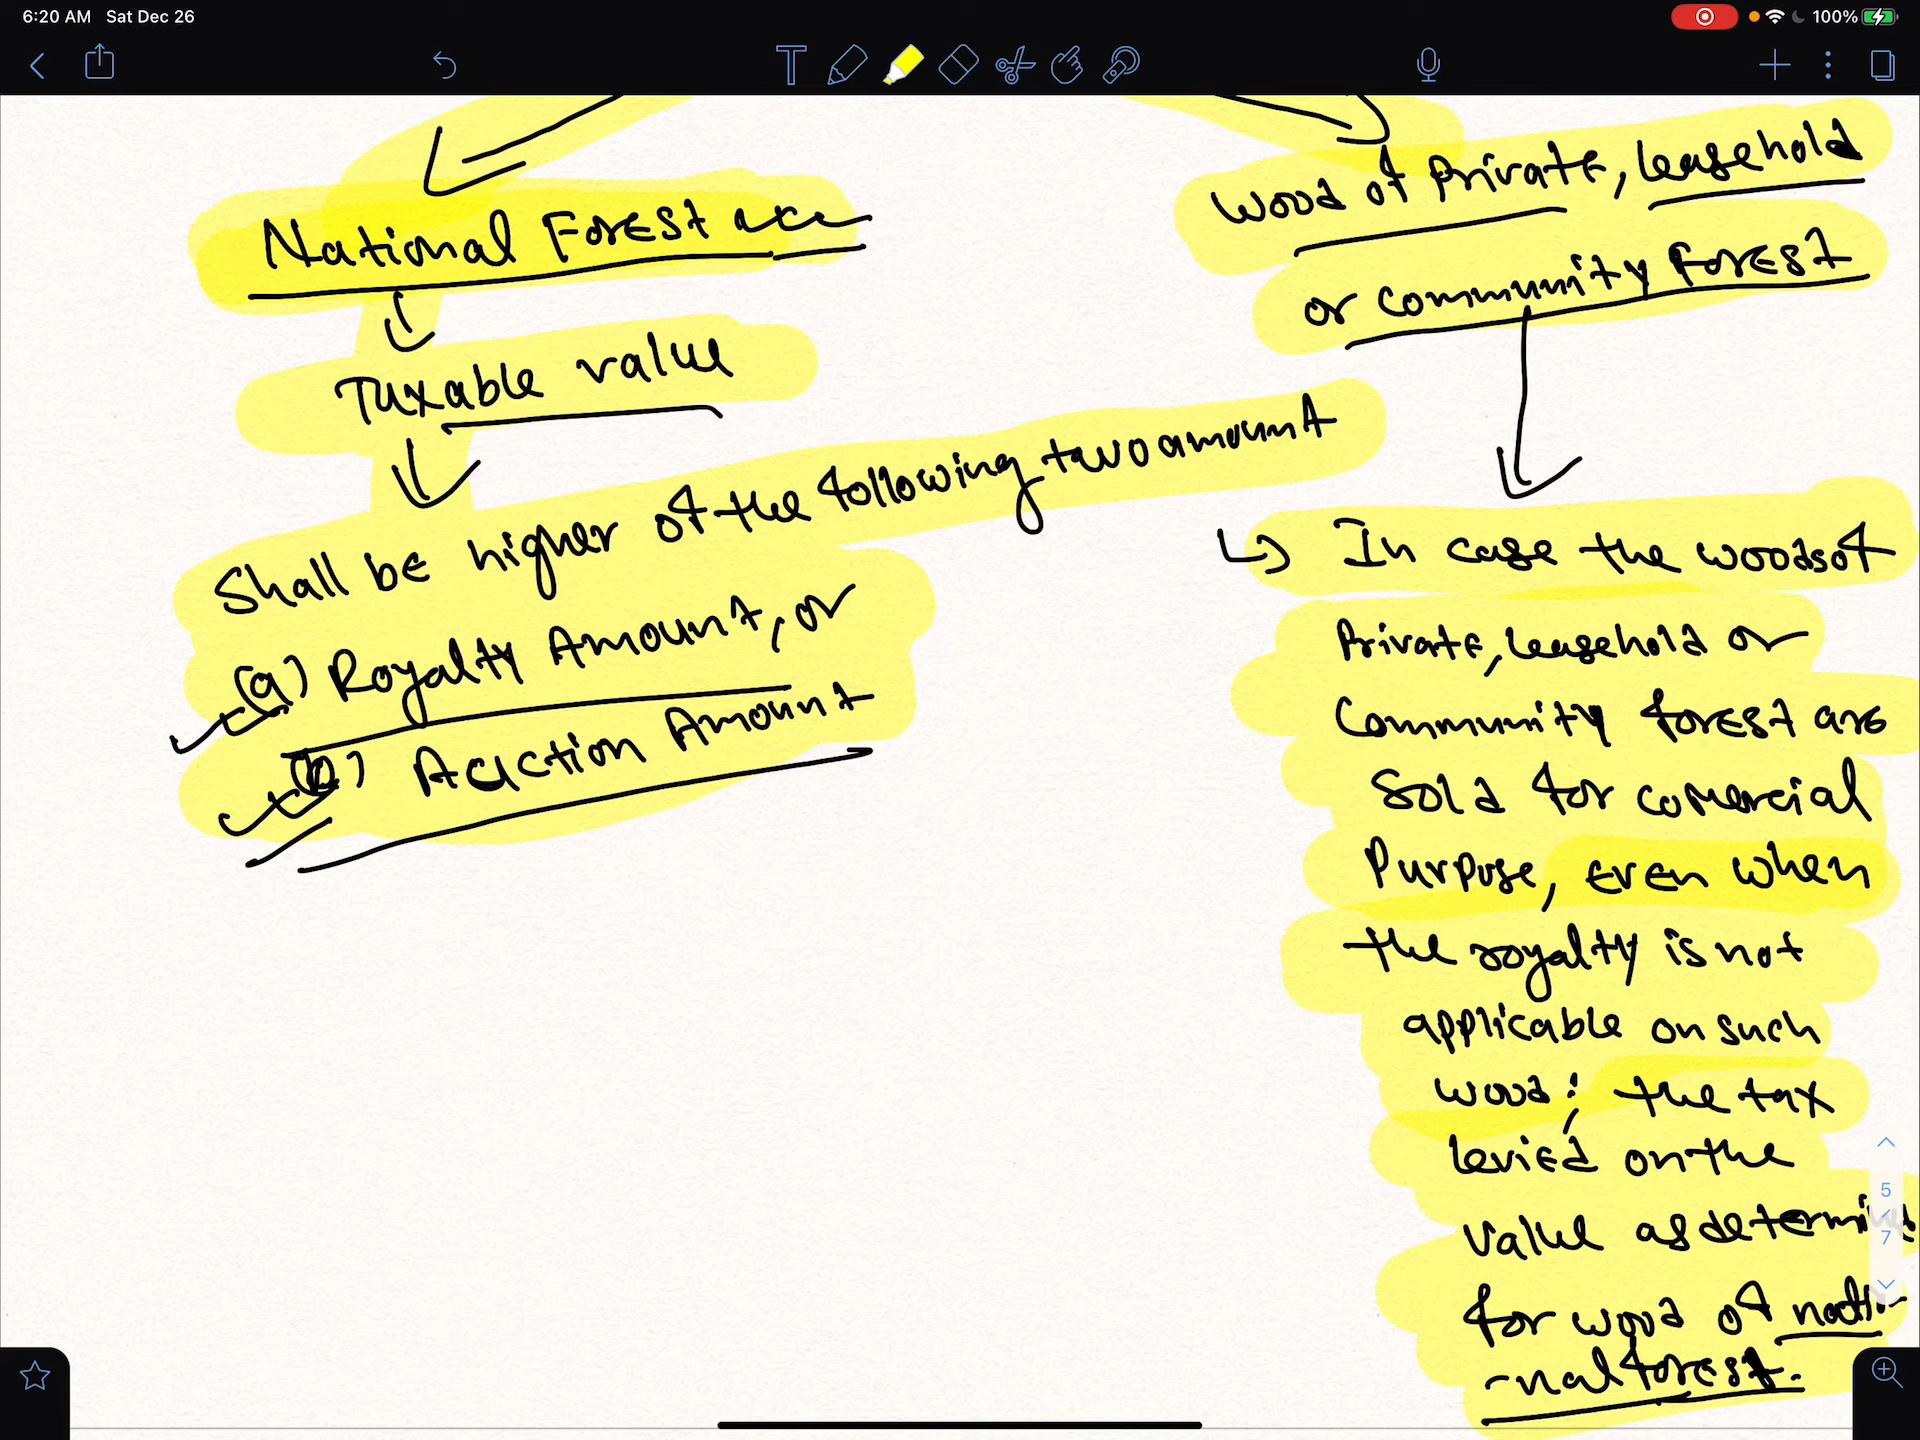 6:20 AM Sat Dec 26
100%
National Forest
Taxable value
Shall be higher of the following two amount
(a) Royalty Amount, or
(b) Auction Amount
Wood of Private, leasehold
or community Forest
In case the woods of
Private, leasehold or
Community forest are
Sold for comercial
Purpose, even when
the royalty is not
applicable on such
wood; the tax
levied on the
Value as determined
for wood of natio-
-nal forest.
5
7